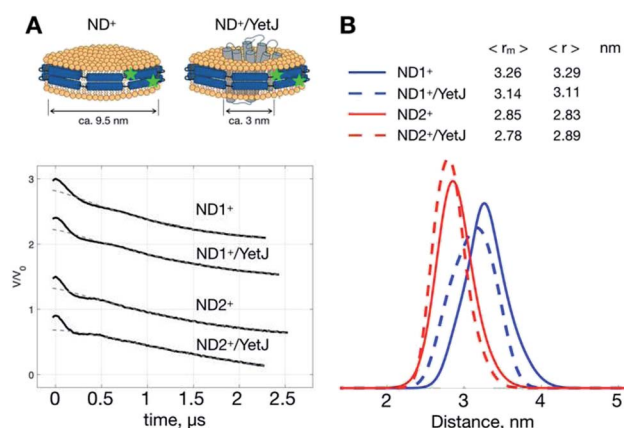 A
ND⁺
ND⁺/YetJ
ca. 9.5 nm
ca. 3 nm
V/V₀
3
2
1
0
ND1⁺
ND1⁺/YetJ
ND2⁺
ND2⁺/YetJ
0 0.5 1.0 1.5 2.0 2.5
time, μs
B
< rₘ > < r > nm
ND1⁺ 3.26 3.29
ND1⁺/YetJ 3.14 3.11
ND2⁺ 2.85 2.83
ND2⁺/YetJ 2.78 2.89
2 3 4 5
Distance, nm